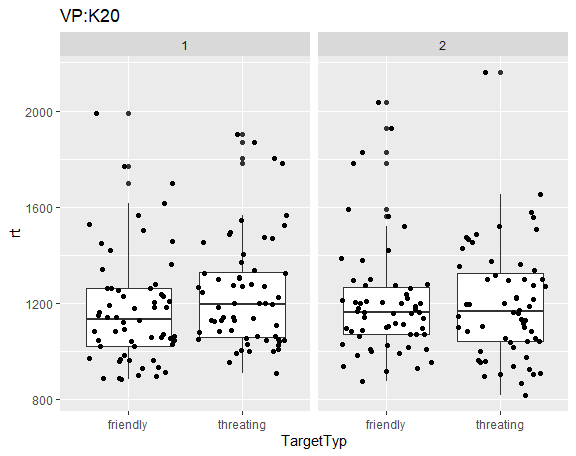 VP:K20
1
2
rt
2000
1600
1200
800
friendly
threating
friendly
threating
TargetTyp